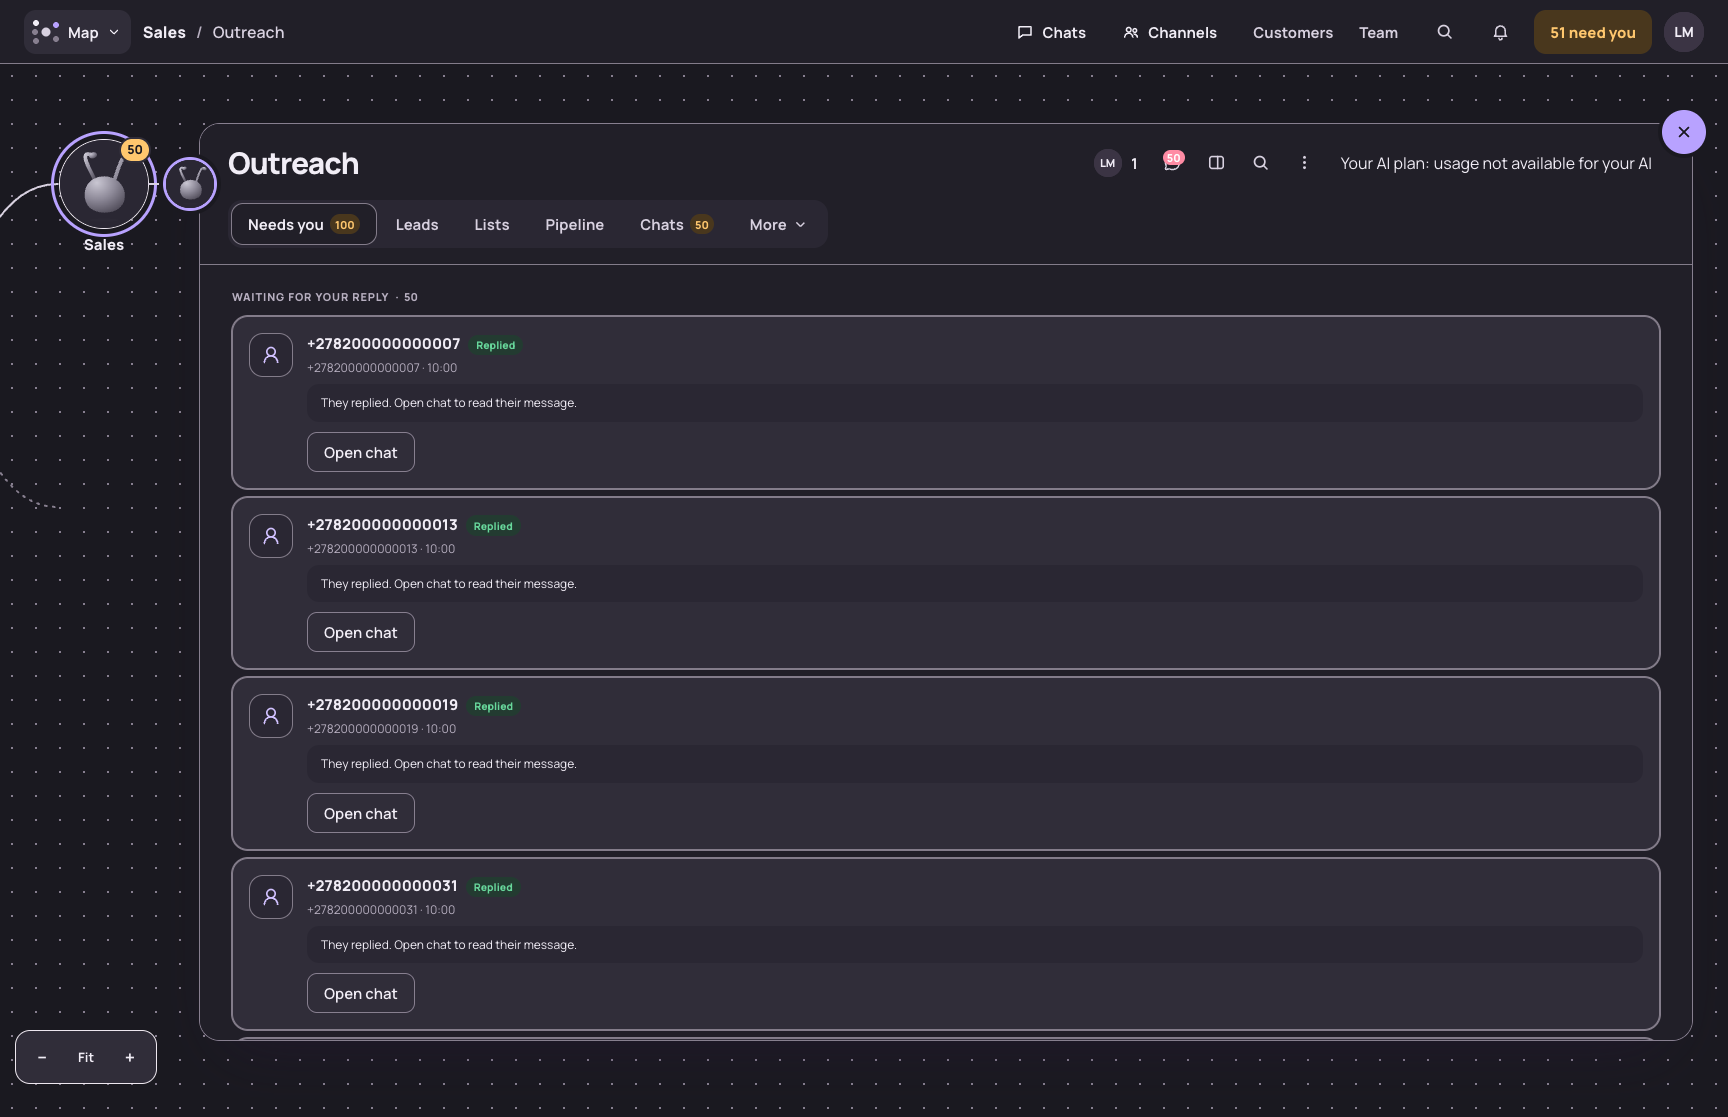 Map Sales / Outreach Chats Channels Customers Team 51 need you LM
50
Sales
Outreach LM 1 50 Your AI plan: usage not available for your AI
Needs you 100 Leads Lists Pipeline Chats 50 More
WAITING FOR YOUR REPLY · 50
+278200000000007 Replied
+278200000000007 · 10:00
They replied. Open chat to read their message.
Open chat
+278200000000013 Replied
+278200000000013 · 10:00
They replied. Open chat to read their message.
Open chat
+278200000000019 Replied
+278200000000019 · 10:00
They replied. Open chat to read their message.
Open chat
+278200000000031 Replied
+278200000000031 · 10:00
They replied. Open chat to read their message.
Open chat
− Fit +